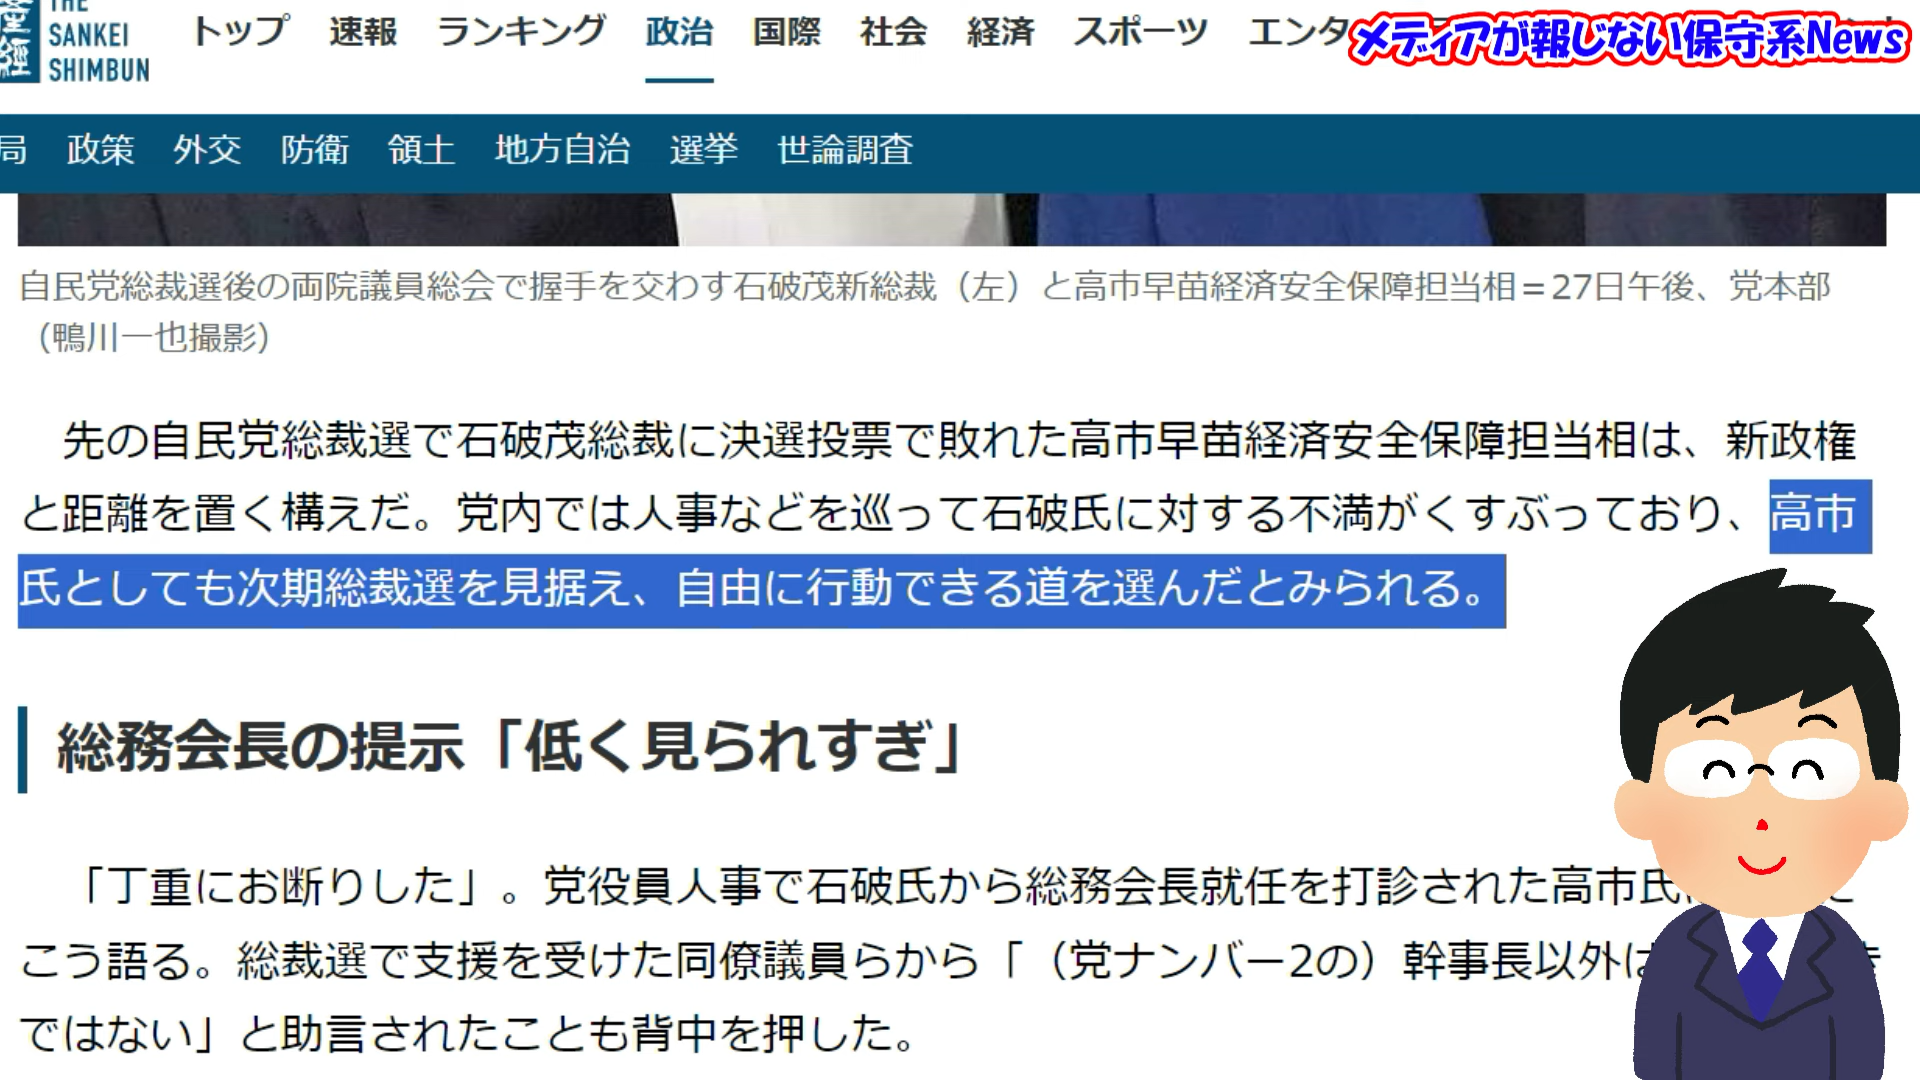 THE
SANKEI
SHIMBUN
産經
トップ 速報 ランキング 政治 国際 社会 経済 スポーツ エンタ
メディアが報じない保守系News
局 政策 外交 防衛 領土 地方自治 選挙 世論調査
自民党総裁選後の両院議員総会で握手を交わす石破茂新総裁（左）と高市早苗経済安全保障担当相＝27日午後、党本部
（鴨川一也撮影）
先の自民党総裁選で石破茂総裁に決選投票で敗れた高市早苗経済安全保障担当相は、新政権
と距離を置く構えだ。党内では人事などを巡って石破氏に対する不満がくすぶっており、高市
氏としても次期総裁選を見据え、自由に行動できる道を選んだとみられる。
総務会長の提示「低く見られすぎ」
「丁重にお断りした」。党役員人事で石破氏から総務会長就任を打診された高市氏
こう語る。総裁選で支援を受けた同僚議員らから「（党ナンバー2の）幹事長以外は
ではない」と助言されたことも背中を押した。